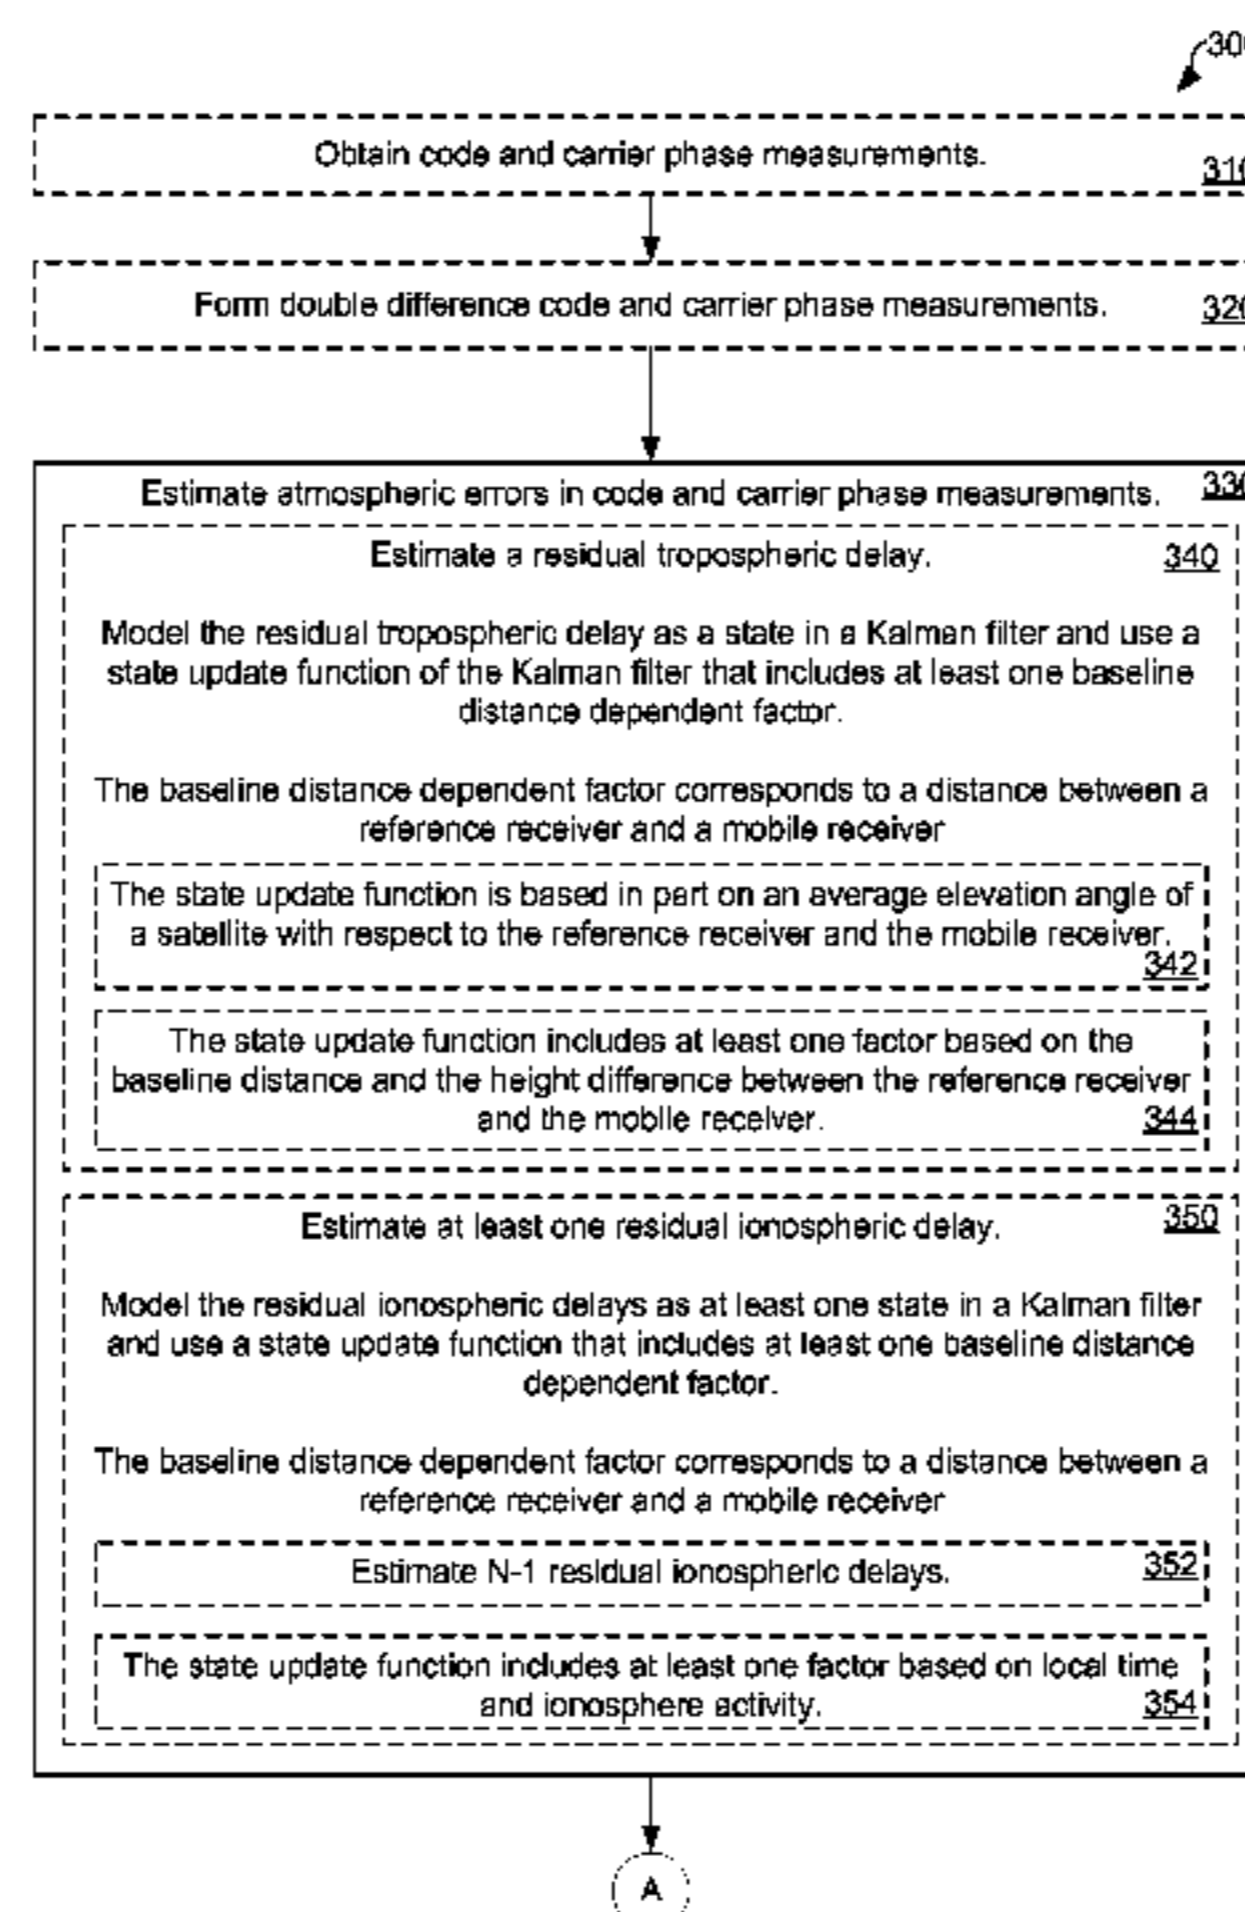 30
Obtain code and carrier phase measurements.
310
Form double difference code and carrier phase measurements.
320
Estimate atmospheric errors in code and carrier phase measurements.
330
Estimate a residual tropospheric delay.
340
Model the residual tropospheric delay as a state in a Kalman filter and use a
state update function of the Kalman filter that includes at least one baseline
distance dependent factor.
The baseline distance dependent factor corresponds to a distance between a
reference receiver and a mobile receiver
The state update function is based in part on an average elevation angle of
a satellite with respect to the reference receiver and the mobile receiver.
342
The state update function includes at least one factor based on the
baseline distance and the height difference between the reference receiver
and the mobile receiver.
344
Estimate at least one residual ionospheric delay.
350
Model the residual ionospheric delays as at least one state in a Kalman filter
and use a state update function that includes at least one baseline distance
dependent factor.
The baseline distance dependent factor corresponds to a distance between a
reference receiver and a mobile receiver
Estimate N-1 residual ionospheric delays.
352
The state update function includes at least one factor based on local time
and ionosphere activity.
354
A